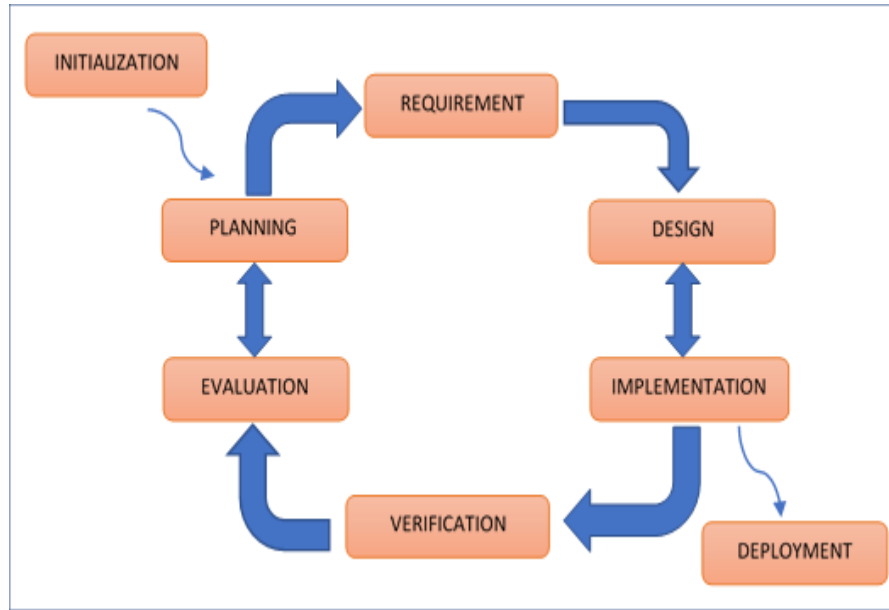 INITIALIZATION
REQUIREMENT
PLANNING
DESIGN
EVALUATION
IMPLEMENTATION
VERIFICATION
DEPLOYMENT